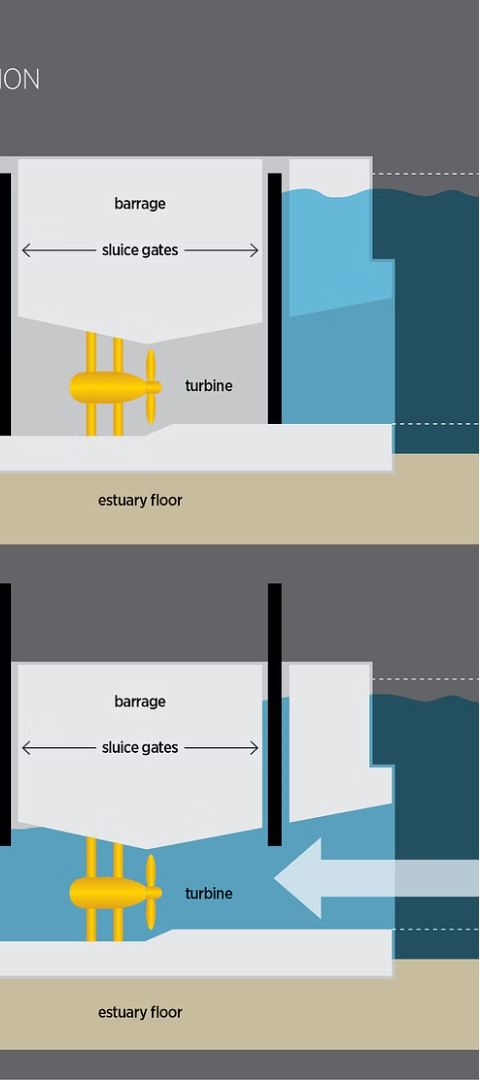 ION
barrage
sluice gates
turbine
estuary floor
barrage
sluice gates
turbine
estuary floor